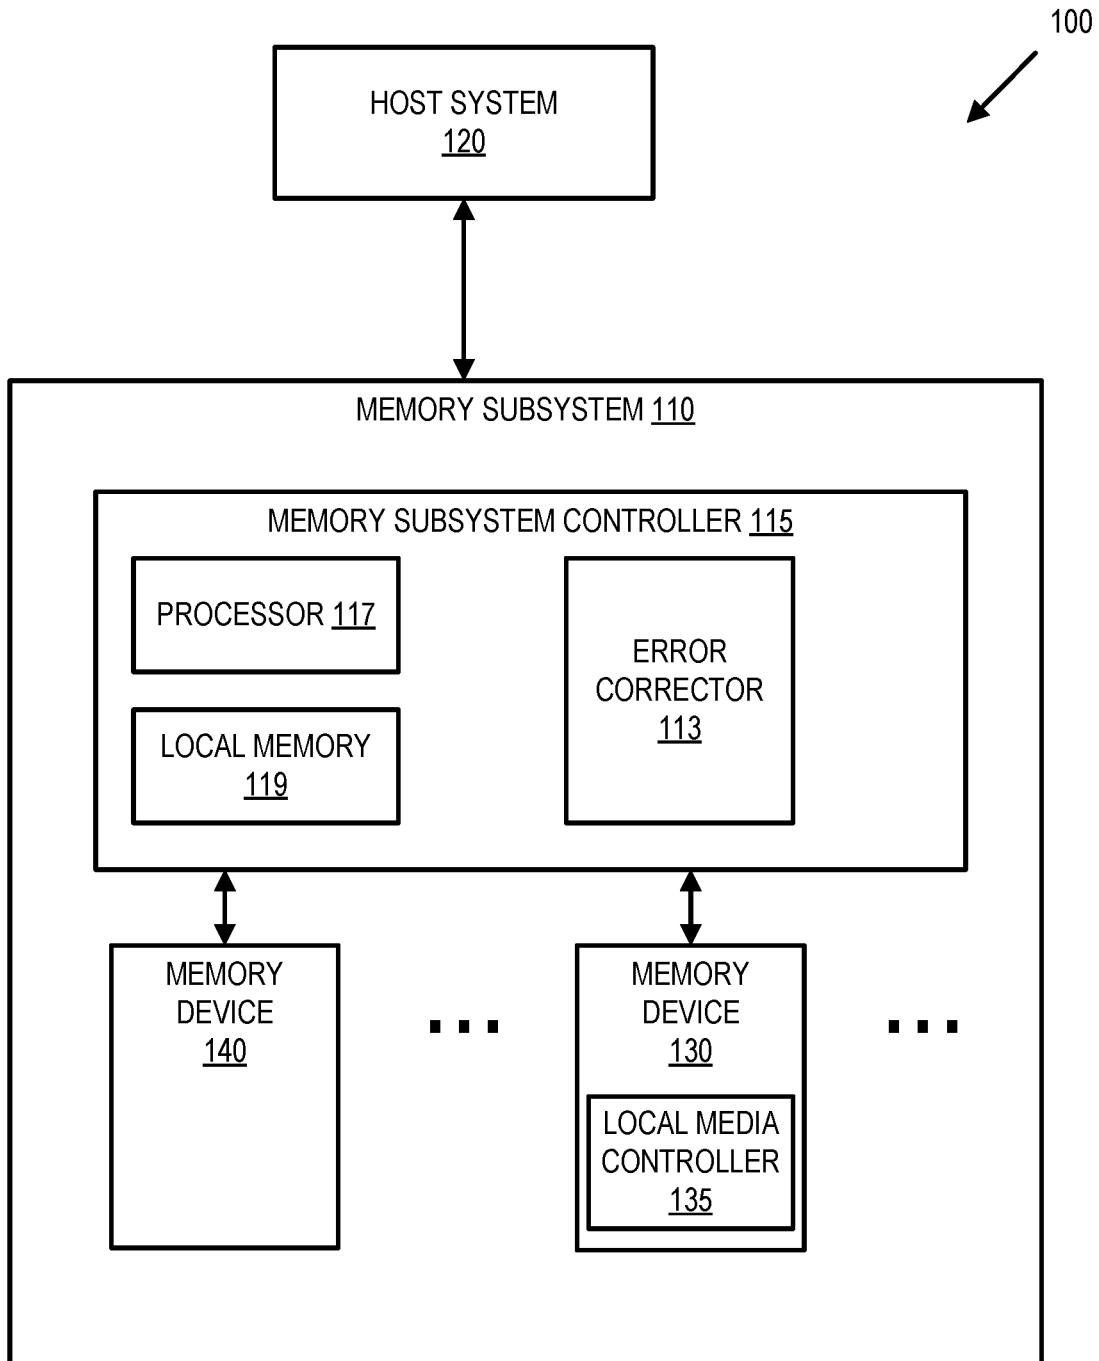 100
HOST SYSTEM
120
MEMORY SUBSYSTEM 110
MEMORY SUBSYSTEM CONTROLLER 115
PROCESSOR 117
LOCAL MEMORY
119
ERROR
CORRECTOR
113
MEMORY
DEVICE
140
MEMORY
DEVICE
130
LOCAL MEDIA
CONTROLLER
135